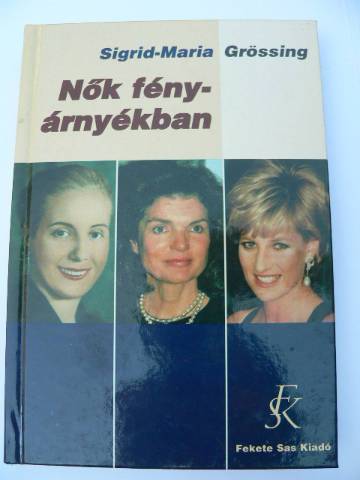 Sigrid-Maria Grössing
Nők fény-
árnyékban
FSK
Fekete Sas Kiadó